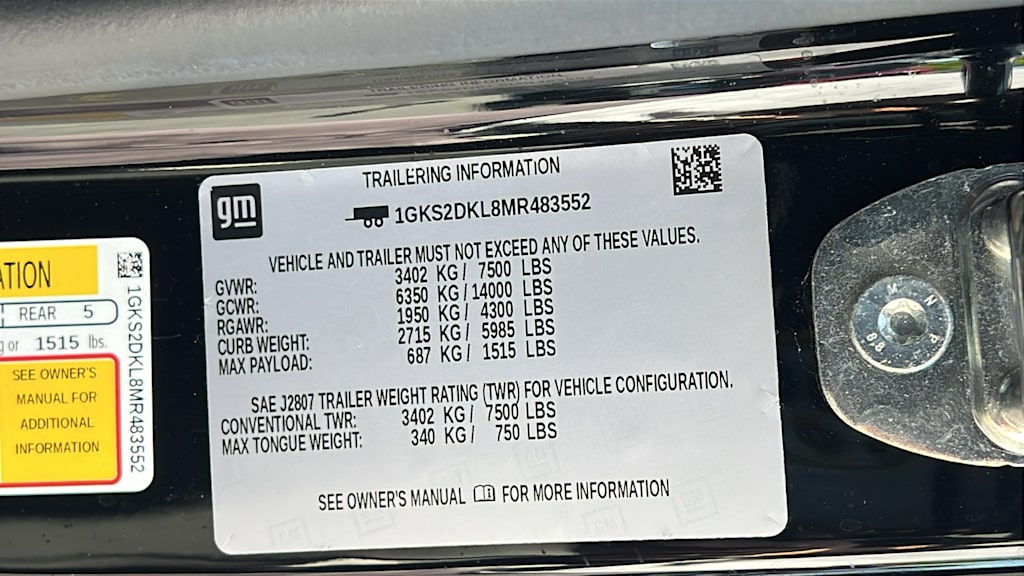 gm
TRAILERING INFORMATION
1GKS2DKL8MR483552
VEHICLE AND TRAILER MUST NOT EXCEED ANY OF THESE VALUES.
GVWR: 3402 KG / 7500 LBS
GCWR: 6350 KG / 14000 LBS
RGAWR: 1950 KG / 4300 LBS
CURB WEIGHT: 2715 KG / 5985 LBS
MAX PAYLOAD: 687 KG / 1515 LBS
SAE J2807 TRAILER WEIGHT RATING (TWR) FOR VEHICLE CONFIGURATION.
CONVENTIONAL TWR: 3402 KG / 7500 LBS
MAX TONGUE WEIGHT: 340 KG / 750 LBS
SEE OWNER'S MANUAL FOR MORE INFORMATION
ATION
REAR 5
g or 1515 lbs.
SEE OWNER'S
MANUAL FOR
ADDITIONAL
INFORMATION
1GKS2DKL8MR483552
M N P